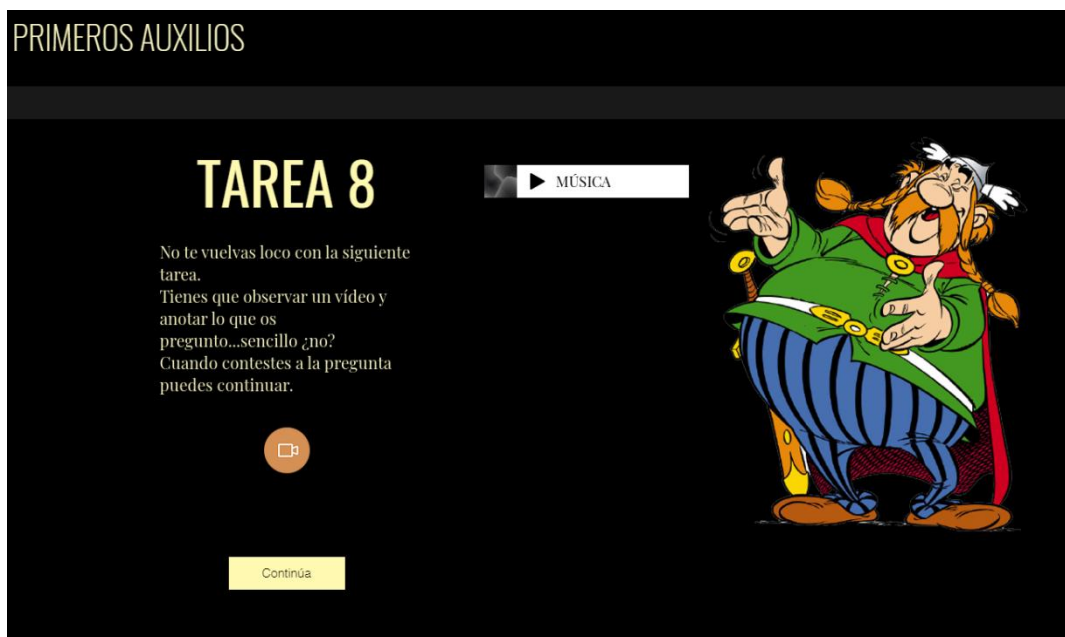 PRIMEROS AUXILIOS
TAREA 8
No te vuelvas loco con la siguiente
tarea.
Tienes que observar un vídeo y
anotar lo que os
pregunto...sencillo ¿no?
Cuando contestes a la pregunta
puedes continuar.
MÚSICA
Continúa